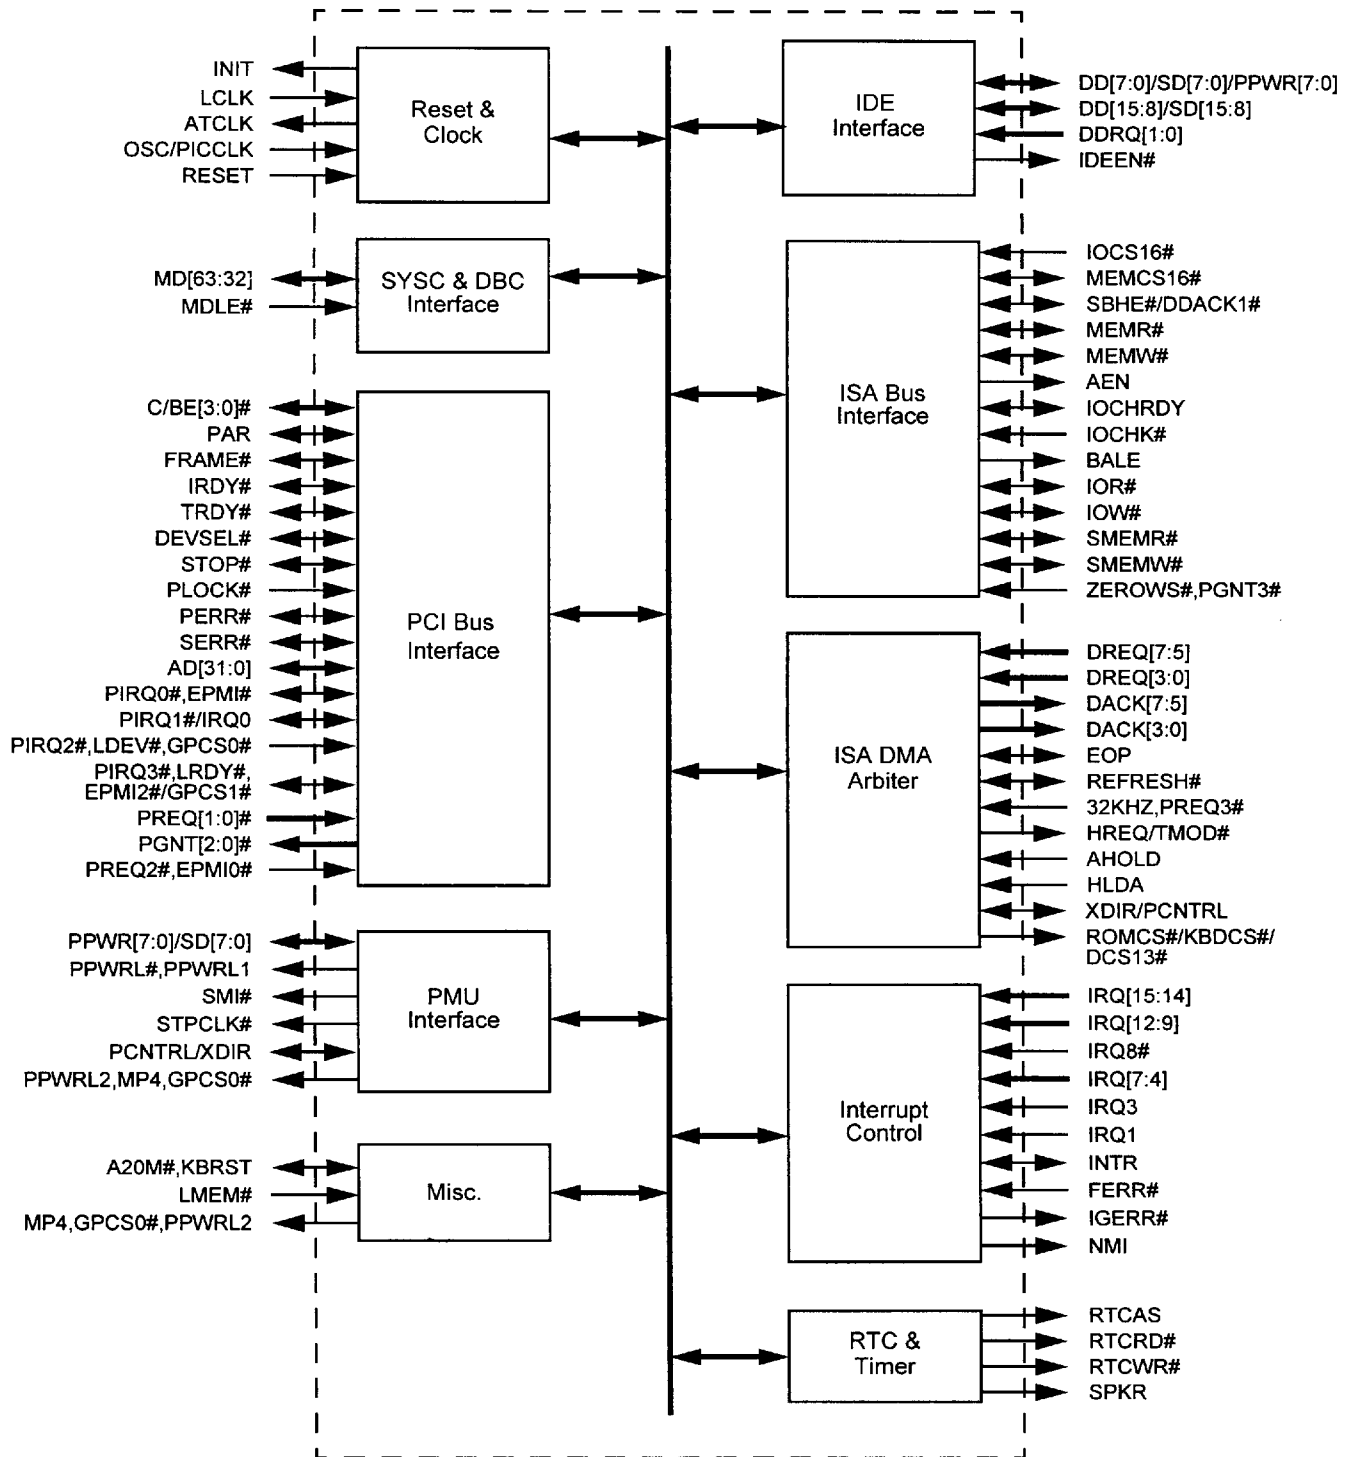 INIT
LCLK
ATCLK
OSC/PICCLK
RESET
Reset &
Clock
MD[63:32]
MDLE#
SYSC & DBC
Interface
C/BE[3:0]#
PAR
FRAME#
IRDY#
TRDY#
DEVSEL#
STOP#
PLOCK#
PERR#
SERR#
AD[31:0]
PIRQ0#,EPMI#
PIRQ1#/IRQ0
PIRQ2#,LDEV#,GPCS0#
PIRQ3#,LRDY#,
EPMI2#/GPCS1#
PREQ[1:0]#
PGNT[2:0]#
PREQ2#,EPMI0#
PCI Bus
Interface
PPWR[7:0]/SD[7:0]
PPWRL#,PPWRL1
SMI#
STPCLK#
PCNTRL/XDIR
PPWRL2,MP4,GPCS0#
PMU
Interface
A20M#,KBRST
LMEM#
MP4,GPCS0#,PPWRL2
Misc.
IDE
Interface
DD[7:0]/SD[7:0]/PPWR[7:0]
DD[15:8]/SD[15:8]
DDRQ[1:0]
IDEEN#
ISA Bus
Interface
IOCS16#
MEMCS16#
SBHE#/DDACK1#
MEMR#
MEMW#
AEN
IOCHRDY
IOCHK#
BALE
IOR#
IOW#
SMEMR#
SMEMW#
ZEROWS#,PGNT3#
ISA DMA
Arbiter
DREQ[7:5]
DREQ[3:0]
DACK[7:5]
DACK[3:0]
EOP
REFRESH#
32KHZ,PREQ3#
HREQ/TMOD#
AHOLD
HLDA
XDIR/PCNTRL
ROMCS#/KBDCS#/
DCS13#
Interrupt
Control
IRQ[15:14]
IRQ[12:9]
IRQ8#
IRQ[7:4]
IRQ3
IRQ1
INTR
FERR#
IGERR#
NMI
RTC &
Timer
RTCAS
RTCRD#
RTCWR#
SPKR